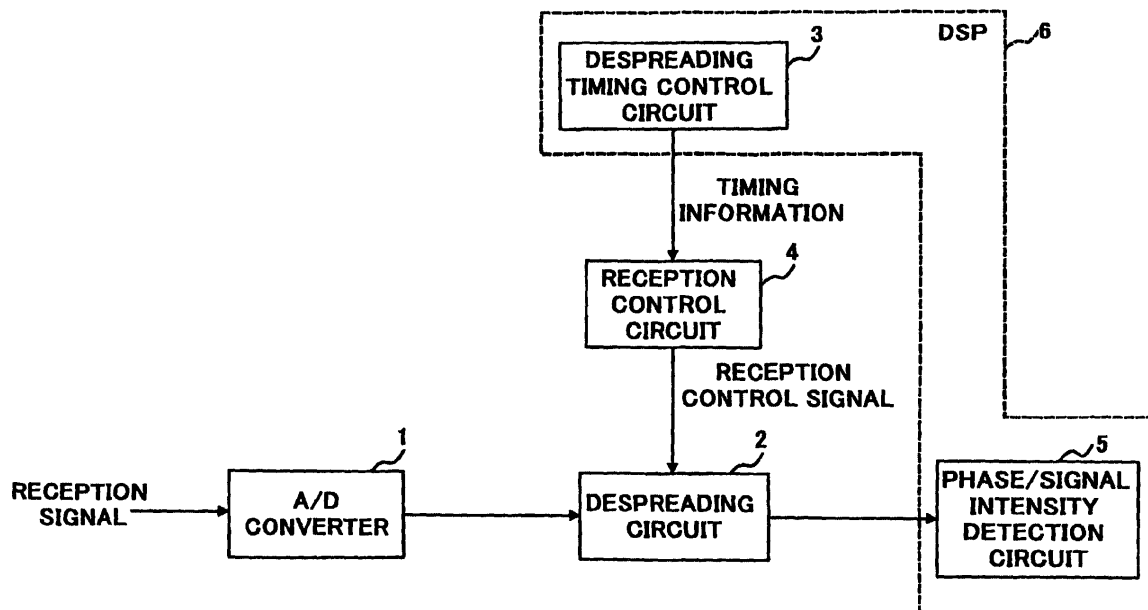 DSP
6
3
DESPREADING
TIMING CONTROL
CIRCUIT
TIMING
INFORMATION
4
RECEPTION
CONTROL
CIRCUIT
RECEPTION
CONTROL SIGNAL
1
2
5
RECEPTION
SIGNAL
A/D
CONVERTER
DESPREADING
CIRCUIT
PHASE/SIGNAL
INTENSITY
DETECTION
CIRCUIT